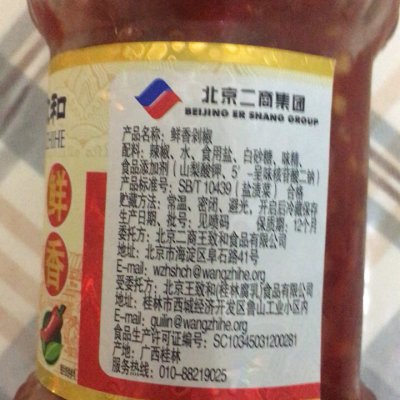 和
ZHIHE
鲜
香
北京二商集团
BEIJING ER SHANG GROUP
产品名称：鲜香剁椒
配料：辣椒、水、食用盐、白砂糖、味精、
食品添加剂（山梨酸钾、5′-呈味核苷酸二钠）
产品标准号：SB/T 10439（盐渍菜）合格
贮藏方法：常温、密闭、避光，开启后冷藏保存
生产日期、批号：见喷码 保质期：12个月
委托方：北京二商王致和食品有限公司
地址：北京市海淀区阜石路41号
E-mail：wzhshch@wangzhihe.org
受委托方：北京王致和(桂林腐乳)食品有限公司
地址：桂林市西城经济开发区鲁山工业小区内
E-mail：guilin@wangzhihe.org
食品生产许可证编号：SC10345031200281
产地：广西桂林
服务热线：010-88219025